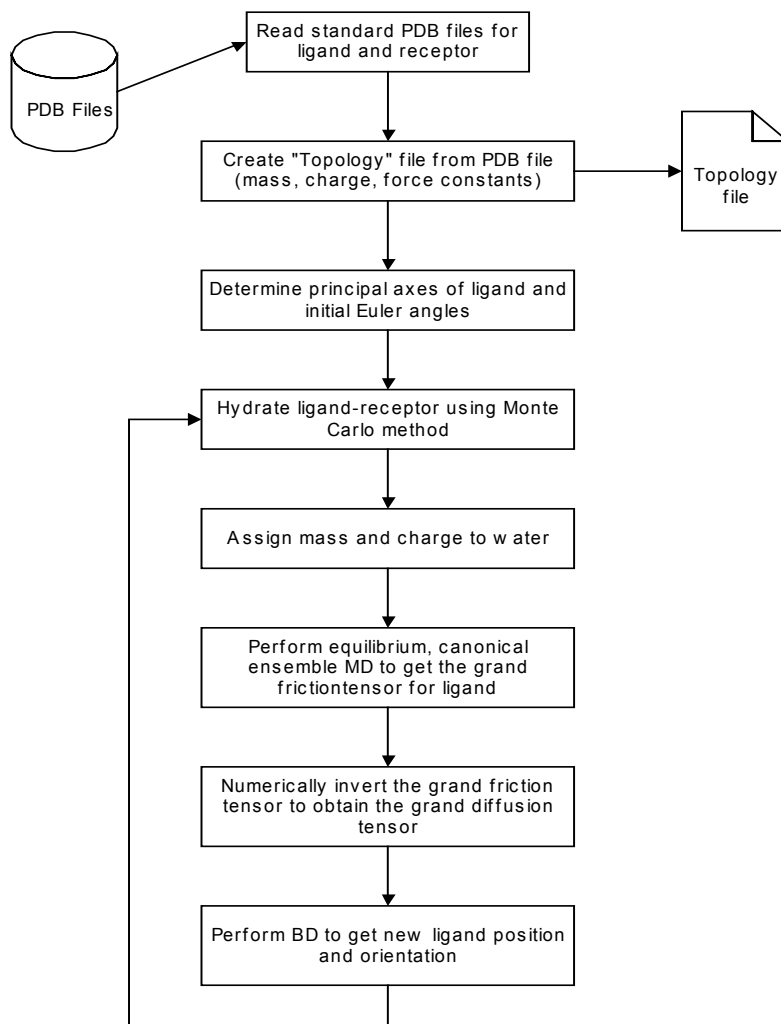 Read standard PDB files for
ligand and receptor
PDB Files
Create "Topology" file from PDB file
(mass, charge, force constants)
Topology
file
Determine principal axes of ligand and
initial Euler angles
Hydrate ligand-receptor using Monte
Carlo method
Assign mass and charge to water
Perform equilibrium, canonical
ensemble MD to get the grand
frictiontensor for ligand
Numerically invert the grand friction
tensor to obtain the grand diffusion
tensor
Perform BD to get new ligand position
and orientation